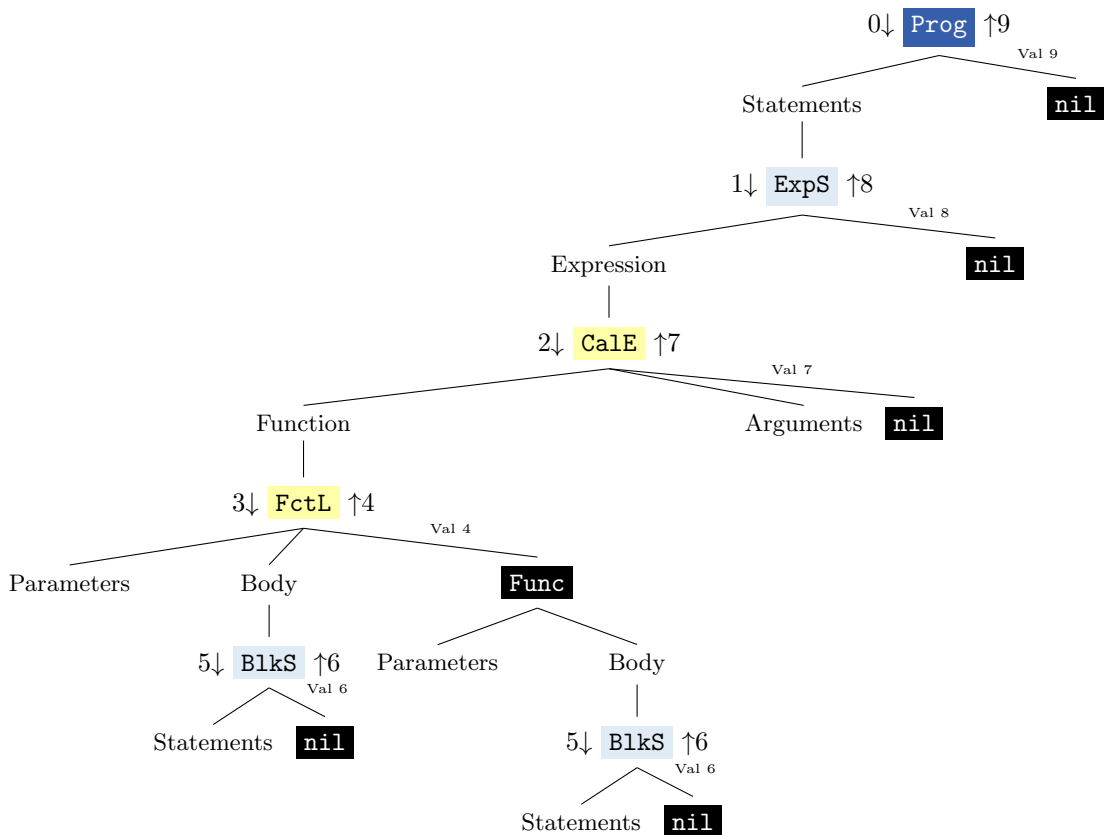 0↓ Prog ↑9
Val 9
Statements
nil
1↓ ExpS ↑8
Val 8
Expression
nil
2↓ CalE ↑7
Val 7
Function
Arguments
nil
3↓ FctL ↑4
Val 4
Parameters
Body
Func
5↓ BlkS ↑6
Parameters
Body
Val 6
Statements
nil
5↓ BlkS ↑6
Val 6
Statements
nil